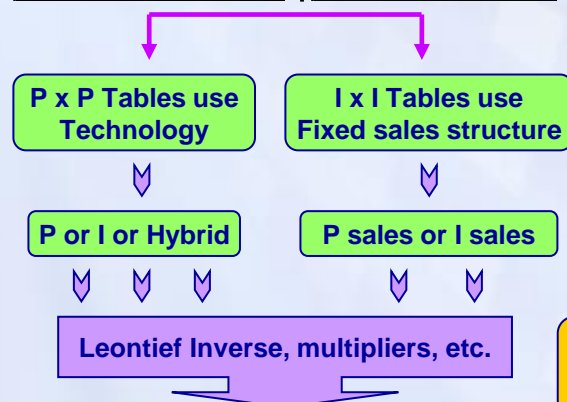 P x P Tables use
Technology
I x I Tables use
Fixed sales structure
P or I or Hybrid
P sales or I sales
Leontief Inverse, multipliers, etc.